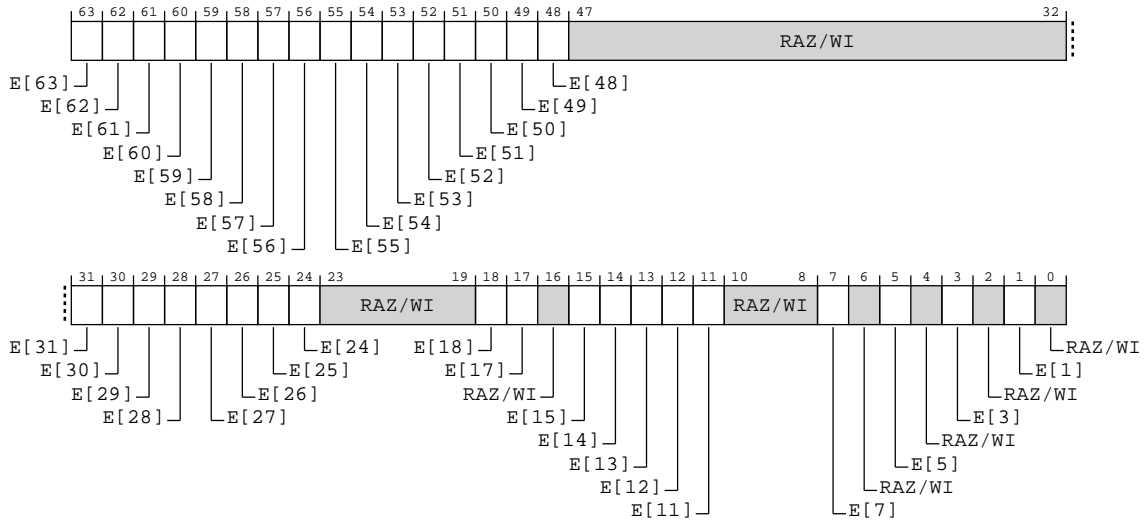 63 62 61 60 59 58 57 56 55 54 53 52 51 50 49 48 47 32
RAZ/WI
E[63] E[48]
E[62] E[49]
E[61] E[50]
E[60] E[51]
E[59] E[52]
E[58] E[53]
E[57] E[54]
E[56] E[55]
31 30 29 28 27 26 25 24 23 19 18 17 16 15 14 13 12 11 10 8 7 6 5 4 3 2 1 0
RAZ/WI RAZ/WI
E[31] E[24] E[18] RAZ/WI
E[30] E[25] E[17] E[1]
E[29] E[26] RAZ/WI RAZ/WI
E[28] E[27] E[15] E[3]
E[14] RAZ/WI
E[13] E[5]
E[12] RAZ/WI
E[11] E[7]